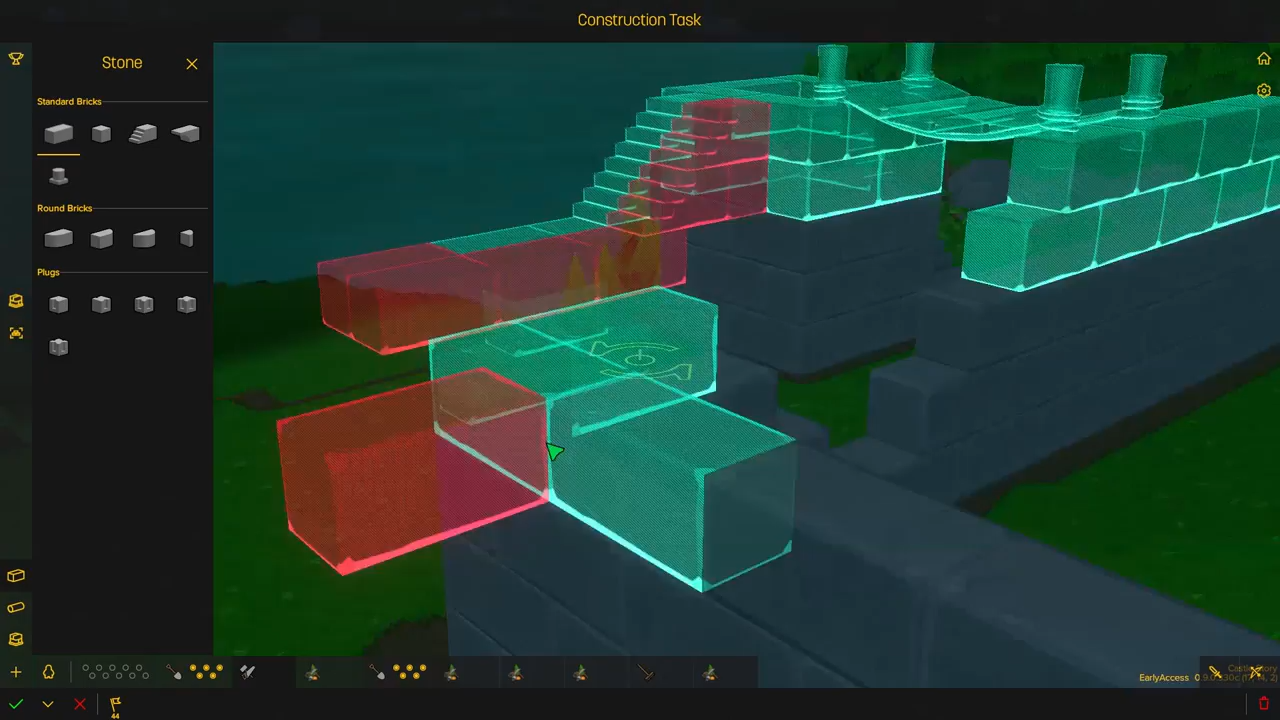 Construction Task
Stone
Standard Bricks
Round Bricks
Plugs
EarlyAccess
44